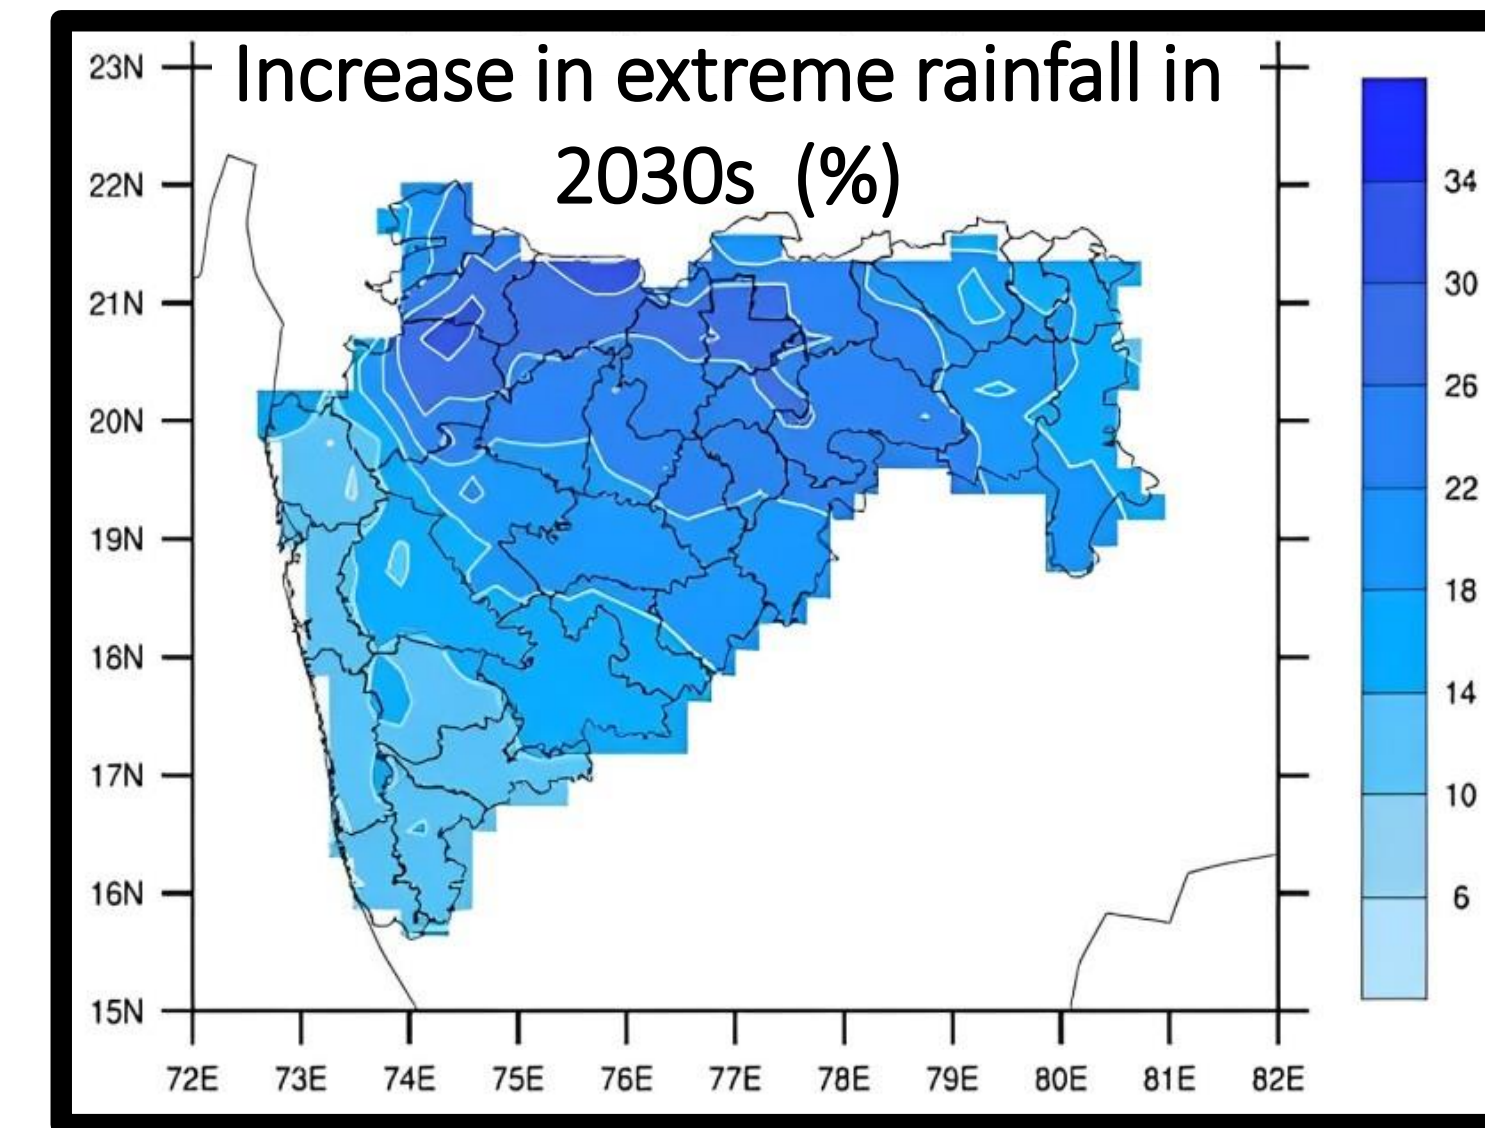 Increase in extreme rainfall in
2030s (%)
23N
22N
21N
20N
19N
18N
17N
16N
15N
72E 73E 74E 75E 76E 77E 78E 79E 80E 81E 82E
34
30
26
22
18
14
10
6